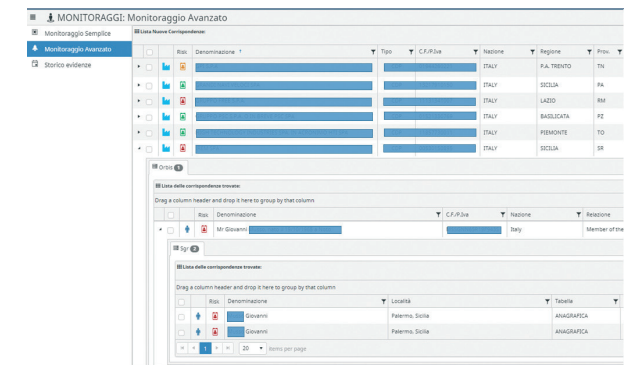 MONITORAGGI: Monitoraggio Avanzato
Monitoraggio Semplice
Monitoraggio Avanzato
Storico evidenze
Lista Nuove Corrispondenze:
Risk Denominazione Tipo C.F./P.Iva Nazione Regione Prov.
ITALY P.A. TRENTO TN
ITALY SICILIA PA
ITALY LAZIO RM
ITALY BASILICATA PZ
ITALY PIEMONTE TO
ITALY SICILIA SR
Orbis 1
Lista delle corrispondenze trovate:
Drag a column header and drop it here to group by that column
Risk Denominazione C.F./P.Iva Nazione Relazione
Mr Giovanni Italy Member of the
Sgr 2
Lista delle corrispondenze trovate:
Drag a column header and drop it here to group by that column
Risk Denominazione Località Tabella
Giovanni Palermo, Sicilia ANAGRAFICA
Giovanni Palermo, Sicilia ANAGRAFICA
1 20 items per page